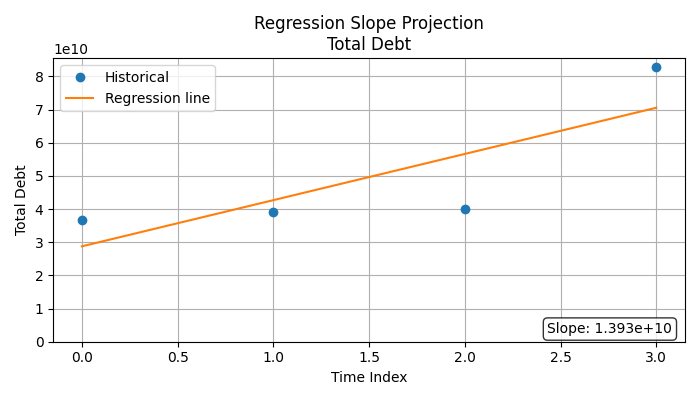 Regression Slope Projection
Total Debt
1e10
8
7
6
5
4
3
2
1
0
Total Debt
Historical
Regression line
Slope: 1.393e+10
0.0 0.5 1.0 1.5 2.0 2.5 3.0
Time Index